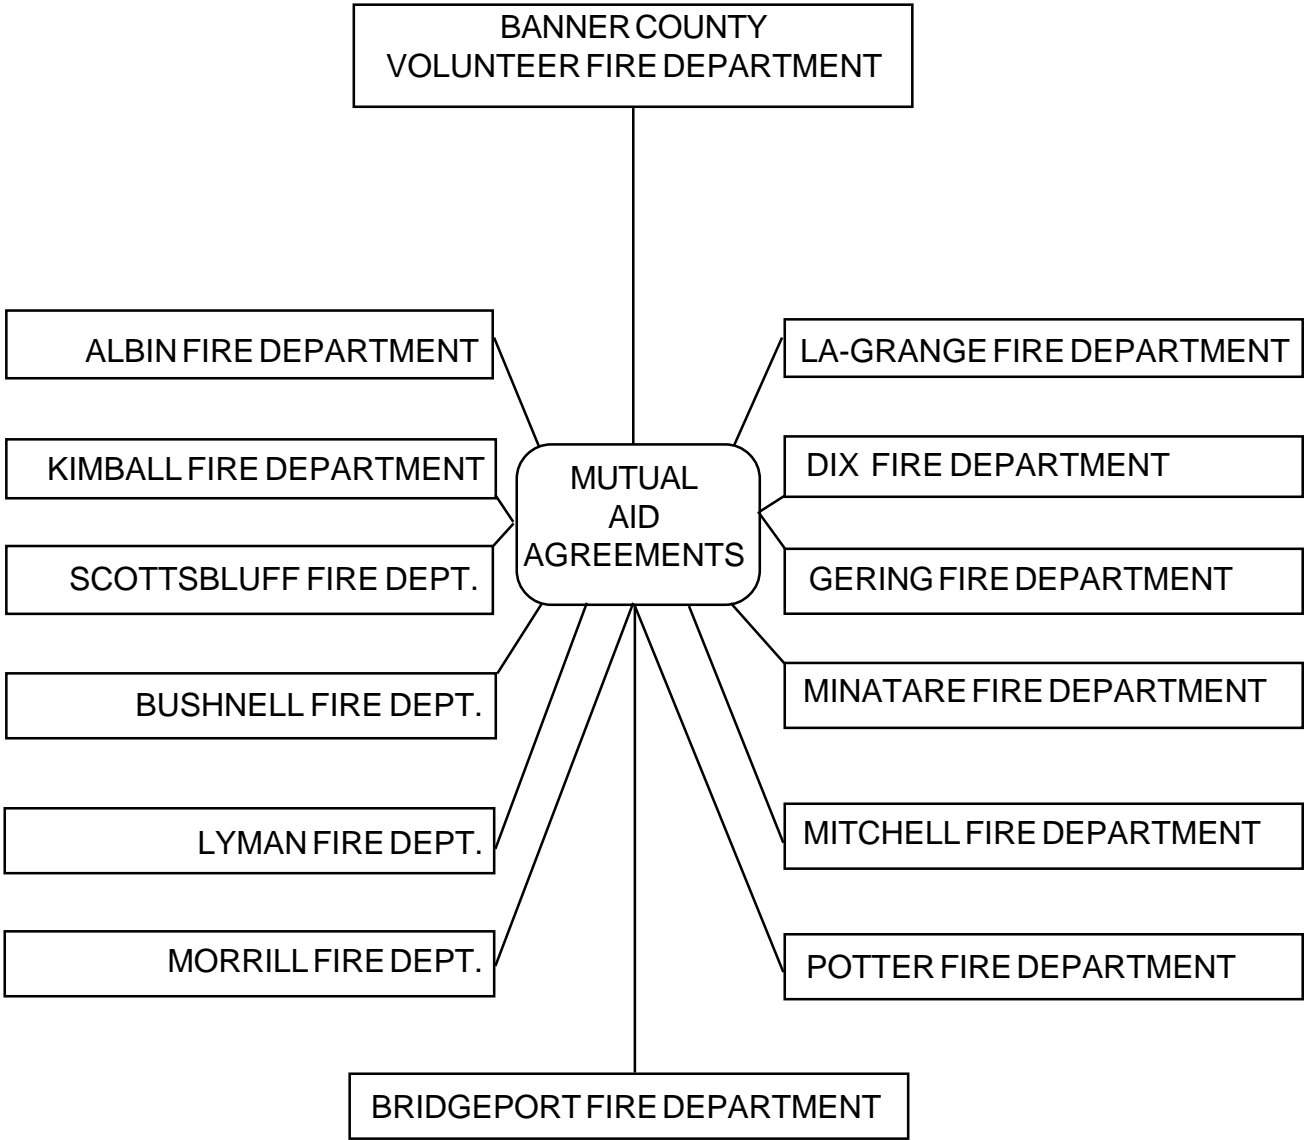 BANNER COUNTY
VOLUNTEER FIRE DEPARTMENT
ALBIN FIRE DEPARTMENT
LA-GRANGE FIRE DEPARTMENT
KIMBALL FIRE DEPARTMENT
MUTUAL
AID
AGREEMENTS
DIX FIRE DEPARTMENT
SCOTTSBLUFF FIRE DEPT.
GERING FIRE DEPARTMENT
BUSHNELL FIRE DEPT.
MINATARE FIRE DEPARTMENT
LYMAN FIRE DEPT.
MITCHELL FIRE DEPARTMENT
MORRILL FIRE DEPT.
POTTER FIRE DEPARTMENT
BRIDGEPORT FIRE DEPARTMENT